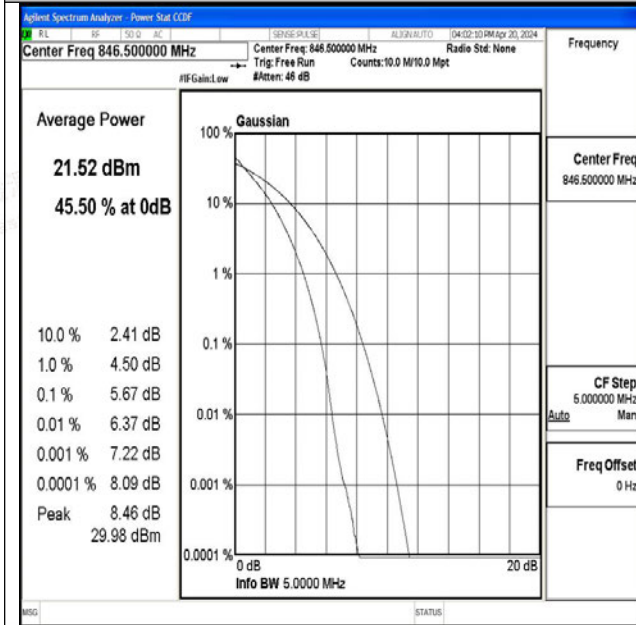 Agilent Spectrum Analyzer - Power Stat CCDF
RL RF 50 Ω AC SENSE:PULSE ALIGNAUTO 04:02:10 PM Apr 20, 2024
Center Freq 846.500000 MHz
Center Freq: 846.500000 MHz Radio Std: None
Trig: Free Run Counts:10.0 M/10.0 Mpt
#IFGain:Low #Atten: 46 dB
Frequency
Average Power
21.52 dBm
45.50 % at 0dB
10.0 % 2.41 dB
1.0 % 4.50 dB
0.1 % 5.67 dB
0.01 % 6.37 dB
0.001 % 7.22 dB
0.0001 % 8.09 dB
Peak 8.46 dB
29.98 dBm
Gaussian
100 %
10 %
1 %
0.1 %
0.01 %
0.001 %
0.0001 %
0 dB 20 dB
Info BW 5.0000 MHz
Center Freq
846.500000 MHz
CF Step
5.000000 MHz
Auto Man
Freq Offset
0 Hz
MSG STATUS